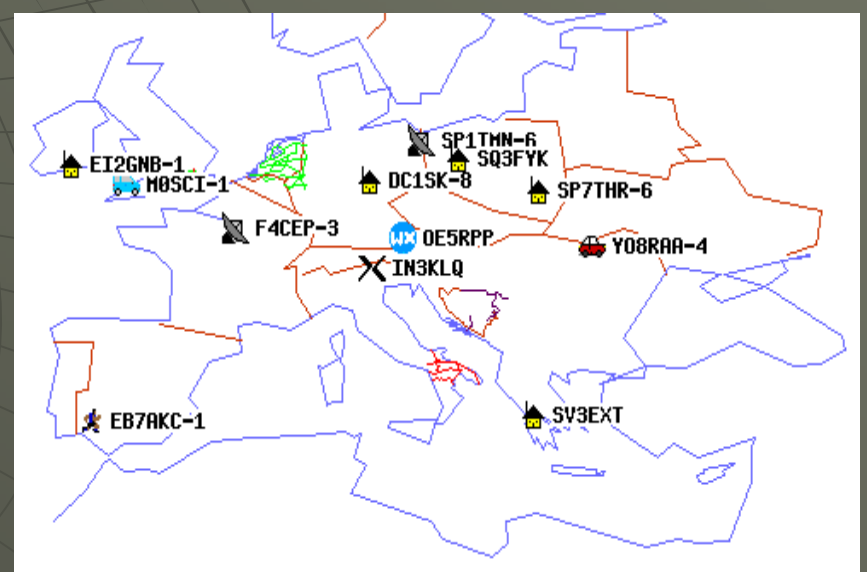 SP1TMN-6
SQ3FYK
EI2GNB-1
DC1SK-8
M0SCI-1
SP7THR-6
F4CEP-3
WX OE5RPP
YO8RAA-4
IN3KLQ
SV3EXT
EB7AKC-1